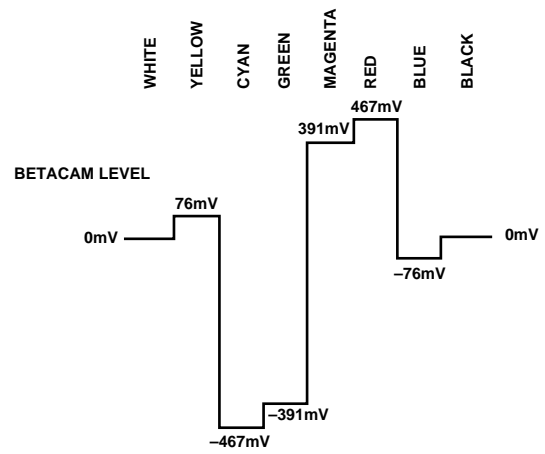 WHITE
YELLOW
CYAN
GREEN
MAGENTA
RED
BLUE
BLACK
467mV
391mV
BETACAM LEVEL
76mV
0mV
0mV
–76mV
–391mV
–467mV